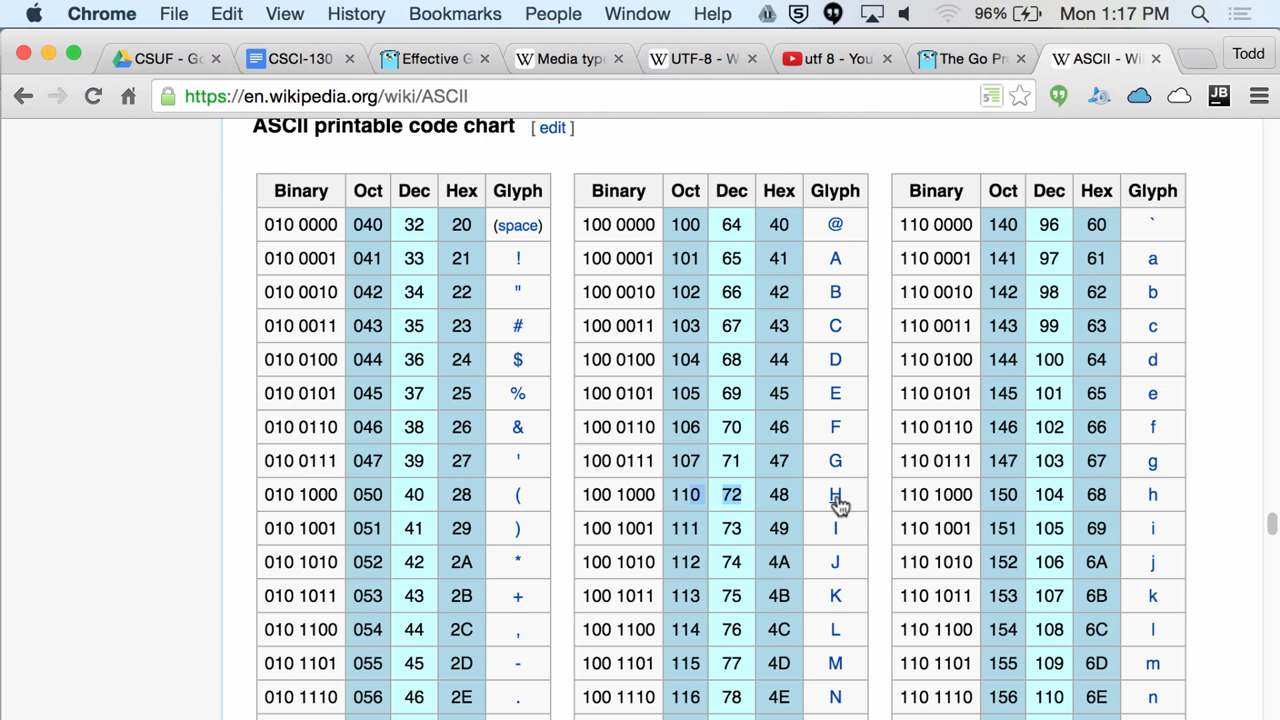 Chrome File Edit View History Bookmarks People Window Help 96% Mon 1:17 PM
CSUF - Go CSCI-130 Effective G Media type UTF-8 - W utf 8 - You The Go Pro ASCII - Wi Todd
https://en.wikipedia.org/wiki/ASCII JB
ASCII printable code chart [ edit ]
Binary Oct Dec Hex Glyph Binary Oct Dec Hex Glyph Binary Oct Dec Hex Glyph
010 0000 040 32 20 (space) 100 0000 100 64 40 @ 110 0000 140 96 60 `
010 0001 041 33 21 ! 100 0001 101 65 41 A 110 0001 141 97 61 a
010 0010 042 34 22 " 100 0010 102 66 42 B 110 0010 142 98 62 b
010 0011 043 35 23 # 100 0011 103 67 43 C 110 0011 143 99 63 c
010 0100 044 36 24 $ 100 0100 104 68 44 D 110 0100 144 100 64 d
010 0101 045 37 25 % 100 0101 105 69 45 E 110 0101 145 101 65 e
010 0110 046 38 26 & 100 0110 106 70 46 F 110 0110 146 102 66 f
010 0111 047 39 27 ' 100 0111 107 71 47 G 110 0111 147 103 67 g
010 1000 050 40 28 ( 100 1000 110 72 48 H 110 1000 150 104 68 h
010 1001 051 41 29 ) 100 1001 111 73 49 I 110 1001 151 105 69 i
010 1010 052 42 2A * 100 1010 112 74 4A J 110 1010 152 106 6A j
010 1011 053 43 2B + 100 1011 113 75 4B K 110 1011 153 107 6B k
010 1100 054 44 2C , 100 1100 114 76 4C L 110 1100 154 108 6C l
010 1101 055 45 2D - 100 1101 115 77 4D M 110 1101 155 109 6D m
010 1110 056 46 2E . 100 1110 116 78 4E N 110 1110 156 110 6E n